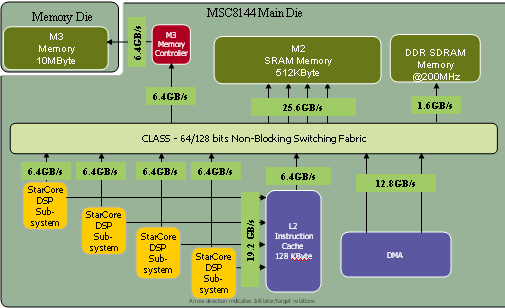 Memory Die
MSC8144 Main Die
M3
Memory
10MByte
6.4GB/s
M3
Memory
Controller
M2
SRAM Memory
512KByte
DDR SDRAM
Memory
@200MHz
6.4GB/s
25.6GB/s
1.6GB/s
CLASS – 64/128 bits Non-Blocking Switching Fabric
6.4GB/s
6.4GB/s
6.4GB/s
6.4GB/s
6.4GB/s
12.8GB/s
StarCore
DSP
Sub-
system
StarCore
DSP
Sub-
system
StarCore
DSP
Sub-
system
StarCore
DSP
Sub-
system
19.2 GB/s
L2
Instruction
Cache
128 KByte
DMA
Arrow direction indicates initiator/target relations